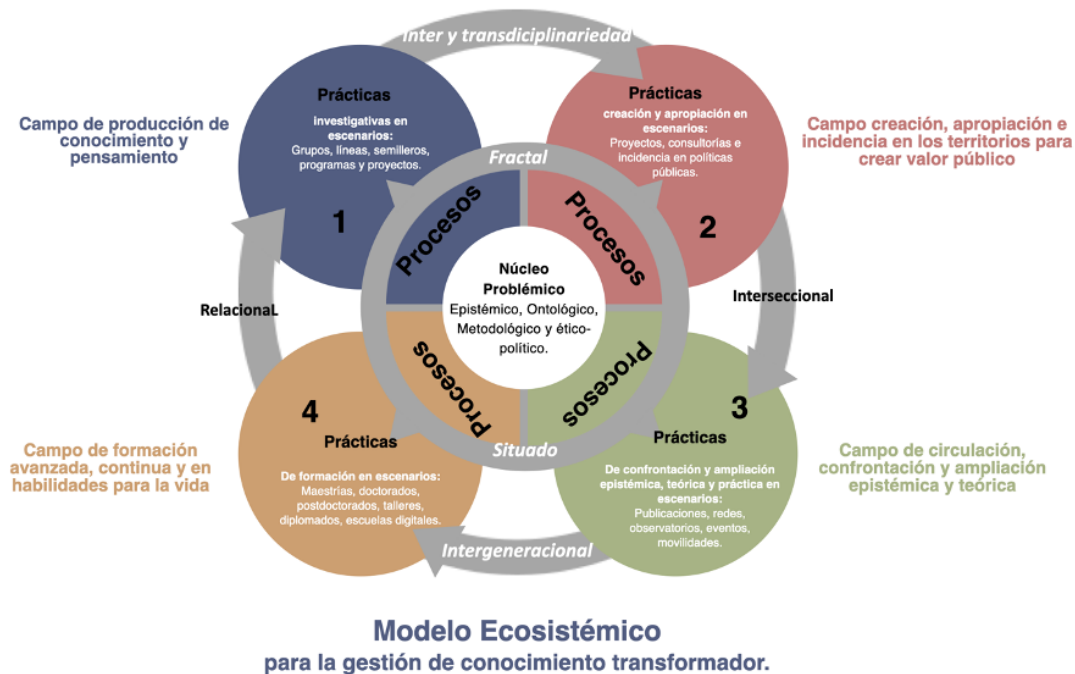 Inter y transdiciplinariedad
Campo de producción de
conocimiento y
pensamiento
Prácticas
investigativas en
escenarios:
Grupos, líneas, semilleros,
programas y proyectos.
1
Prácticas
creación y apropiación en
escenarios:
Proyectos, consultorías e
incidencia en políticas
públicas.
2
Campo creación, apropiación e
incidencia en los territorios para
crear valor público
Fractal
Procesos
Procesos
RelacionaL
Núcleo
Problémico
Epistémico, Ontológico,
Metodológico y ético-
político.
Interseccional
Procesos
Procesos
Situado
Campo de formación
avanzada, continua y en
habilidades para la vida
4
Prácticas
De formación en escenarios:
Maestrías, doctorados,
postdoctorados, talleres,
diplomados, escuelas digitales.
3
Prácticas
De confrontación y ampliación
epistémica, teórica y práctica en
escenarios:
Publicaciones, redes,
observatorios, eventos,
movilidades.
Campo de circulación,
confrontación y ampliación
epistémica y teórica
Intergeneracional
Modelo Ecosistémico
para la gestión de conocimiento transformador.